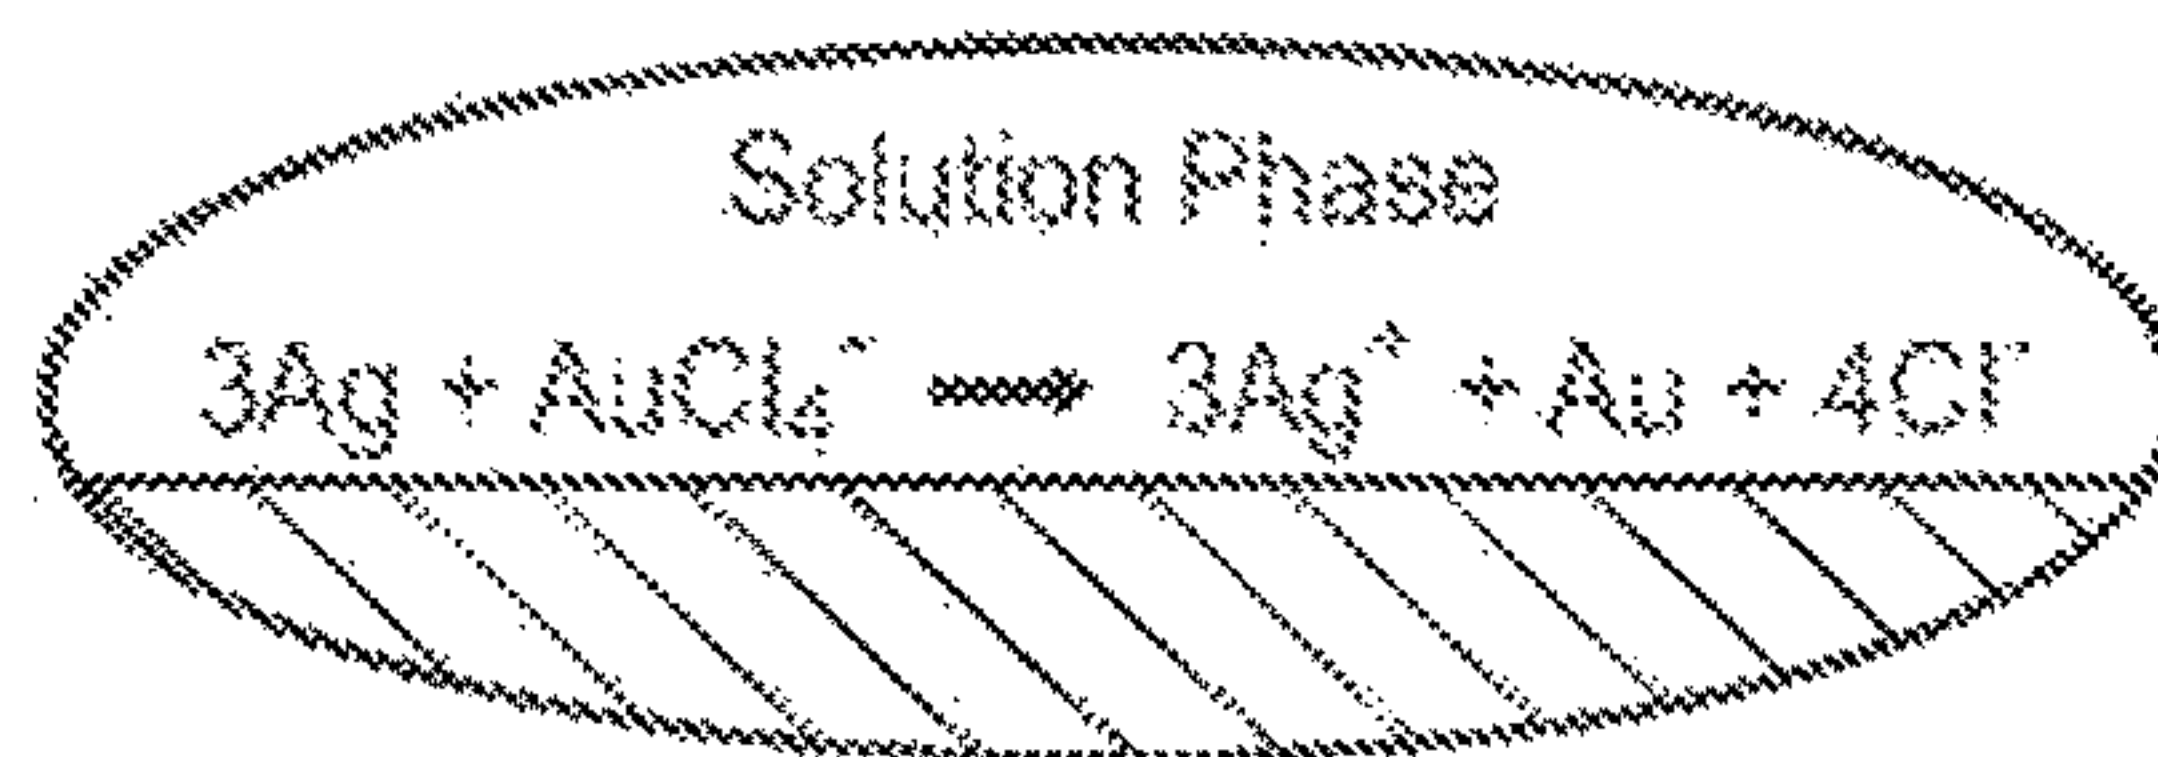 Solution Phase
3Ag + AuCl₄⁻ → 3Ag⁺ + Au + 4Cl⁻